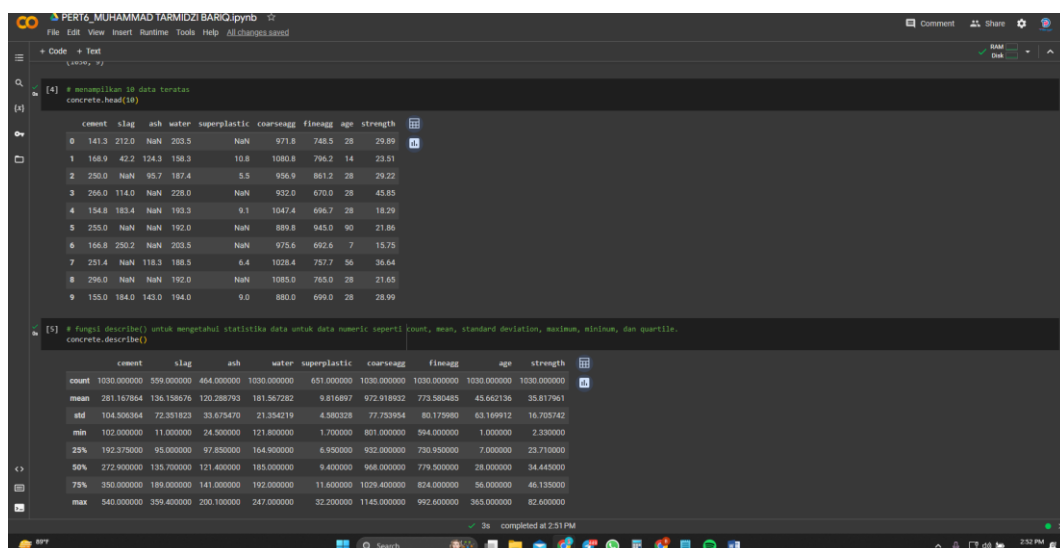 PERT6_MUHAMMAD TARMIDZI BARIQ.ipynb
Comment Share
File Edit View Insert Runtime Tools Help All changes saved
+ Code + Text
RAM
Disk
(1030, 9)
[4] # menampilkan 10 data teratas
0s
concrete.head(10)
{x}
cement slag ash water superplastic coarseagg fineagg age strength
0 141.3 212.0 NaN 203.5 NaN 971.8 748.5 28 29.89
1 168.9 42.2 124.3 158.3 10.8 1080.8 796.2 14 23.51
2 250.0 NaN 95.7 187.4 5.5 956.9 861.2 28 29.22
3 266.0 114.0 NaN 228.0 NaN 932.0 670.0 28 45.85
4 154.8 183.4 NaN 193.3 9.1 1047.4 696.7 28 18.29
5 255.0 NaN NaN 192.0 NaN 889.8 945.0 90 21.86
6 166.8 250.2 NaN 203.5 NaN 975.6 692.6 7 15.75
7 251.4 NaN 118.3 188.5 6.4 1028.4 757.7 56 36.64
8 296.0 NaN NaN 192.0 NaN 1085.0 765.0 28 21.65
9 155.0 184.0 143.0 194.0 9.0 880.0 699.0 28 28.99
[5] # fungsi describe() untuk mengetahui statistika data untuk data numeric seperti count, mean, standard deviation, maximum, mininum, dan quartile.
0s
concrete.describe()
cement slag ash water superplastic coarseagg fineagg age strength
count 1030.000000 559.000000 464.000000 1030.000000 651.000000 1030.000000 1030.000000 1030.000000 1030.000000
mean 281.167864 136.158676 120.288793 181.567282 9.816897 972.918932 773.580485 45.662136 35.817961
std 104.506364 72.351823 33.675470 21.354219 4.580328 77.753954 80.175980 63.169912 16.705742
min 102.000000 11.000000 24.500000 121.800000 1.700000 801.000000 594.000000 1.000000 2.330000
25% 192.375000 95.000000 97.850000 164.900000 6.950000 932.000000 730.950000 7.000000 23.710000
50% 272.900000 135.700000 121.400000 185.000000 9.400000 968.000000 779.500000 28.000000 34.445000
75% 350.000000 189.000000 141.000000 192.000000 11.600000 1029.400000 824.000000 56.000000 46.135000
max 540.000000 359.400000 200.100000 247.000000 32.200000 1145.000000 992.600000 365.000000 82.600000
3s completed at 2:51 PM
89°F
Search
2:52 PM